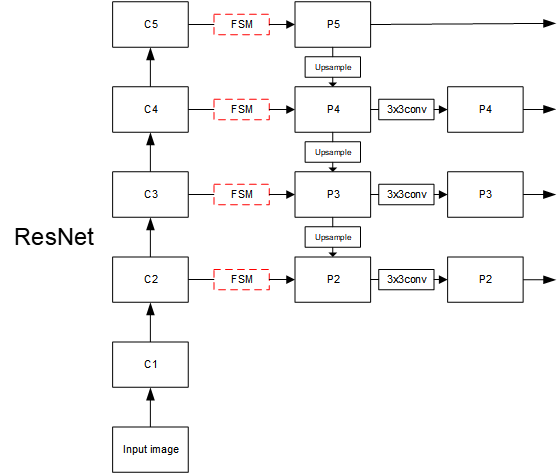 C5
FSM
P5
Upsample
C4
FSM
P4
3x3conv
P4
Upsample
C3
FSM
P3
3x3conv
P3
ResNet
Upsample
C2
FSM
P2
3x3conv
P2
C1
Input image